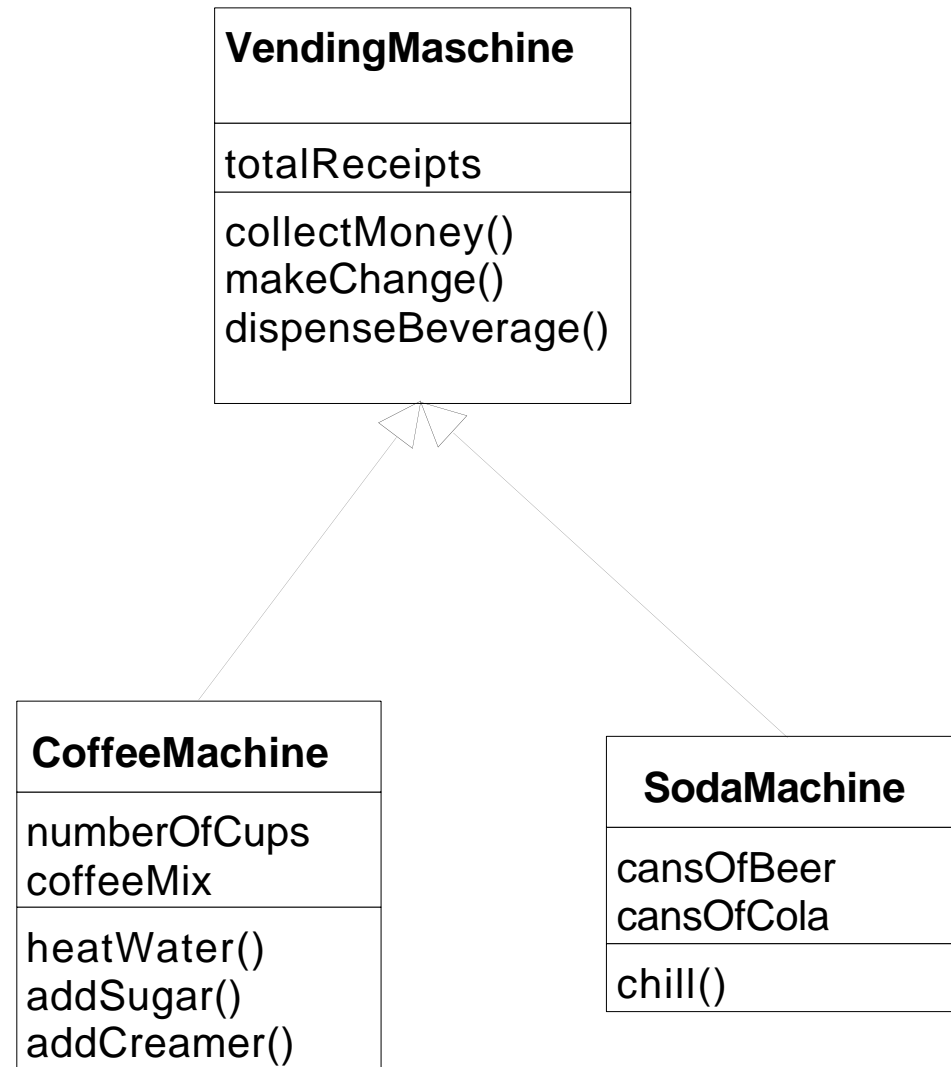 VendingMaschine
totalReceipts
collectMoney()
makeChange()
dispenseBeverage()
CoffeeMachine
numberOfCups
coffeeMix
heatWater()
addSugar()
addCreamer()
SodaMachine
cansOfBeer
cansOfCola
chill()